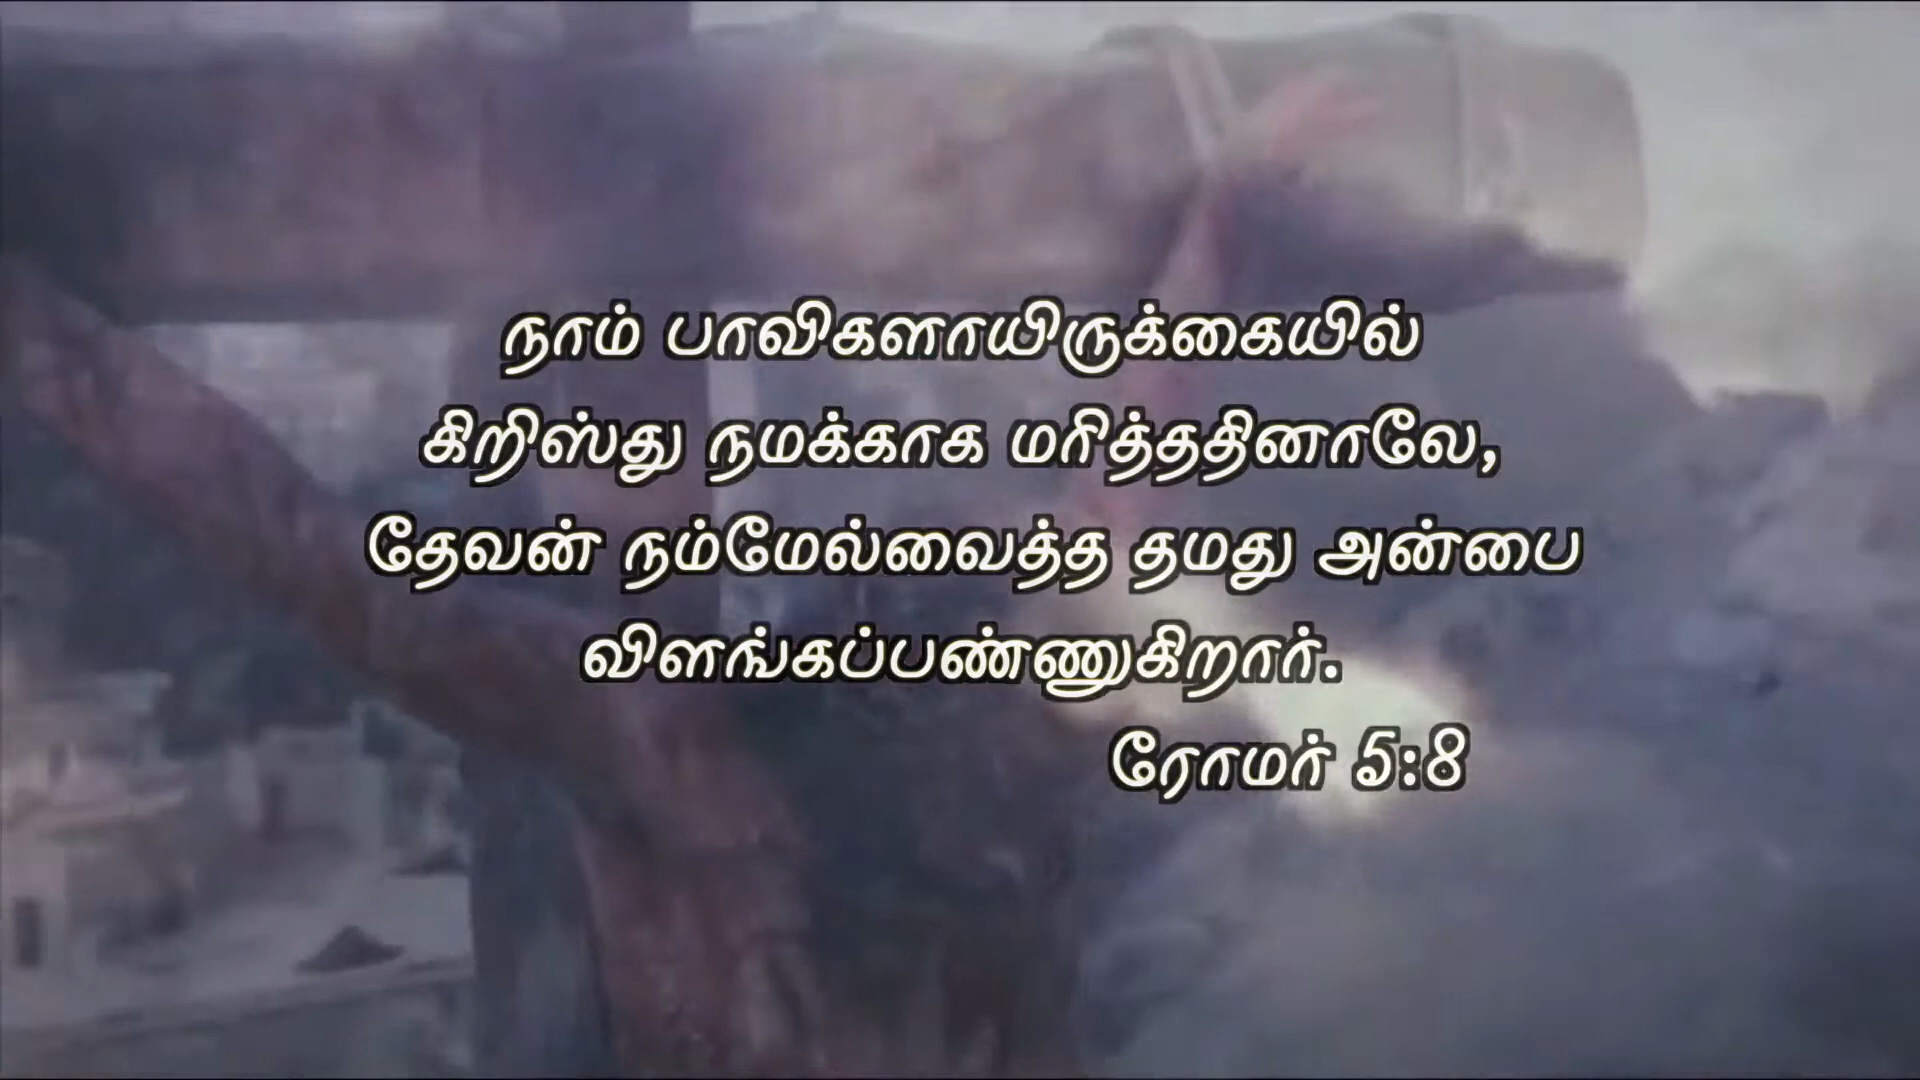 நாம் பாவிகளாயிருக்கையில்
கிறிஸ்து நமக்காக மரித்ததினாலே,
தேவன் நம்மேல்வைத்த தமது அன்பை
விளங்கப்பண்ணுகிறார்.
ரோமர் 5:8